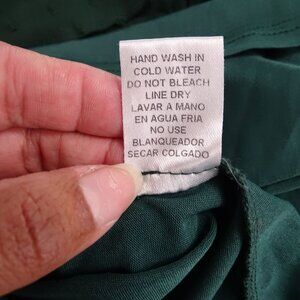 HAND WASH IN
COLD WATER
DO NOT BLEACH
LINE DRY
LAVAR A MANO
EN AGUA FRIA
NO USE
BLANQUEADOR
SECAR COLGADO